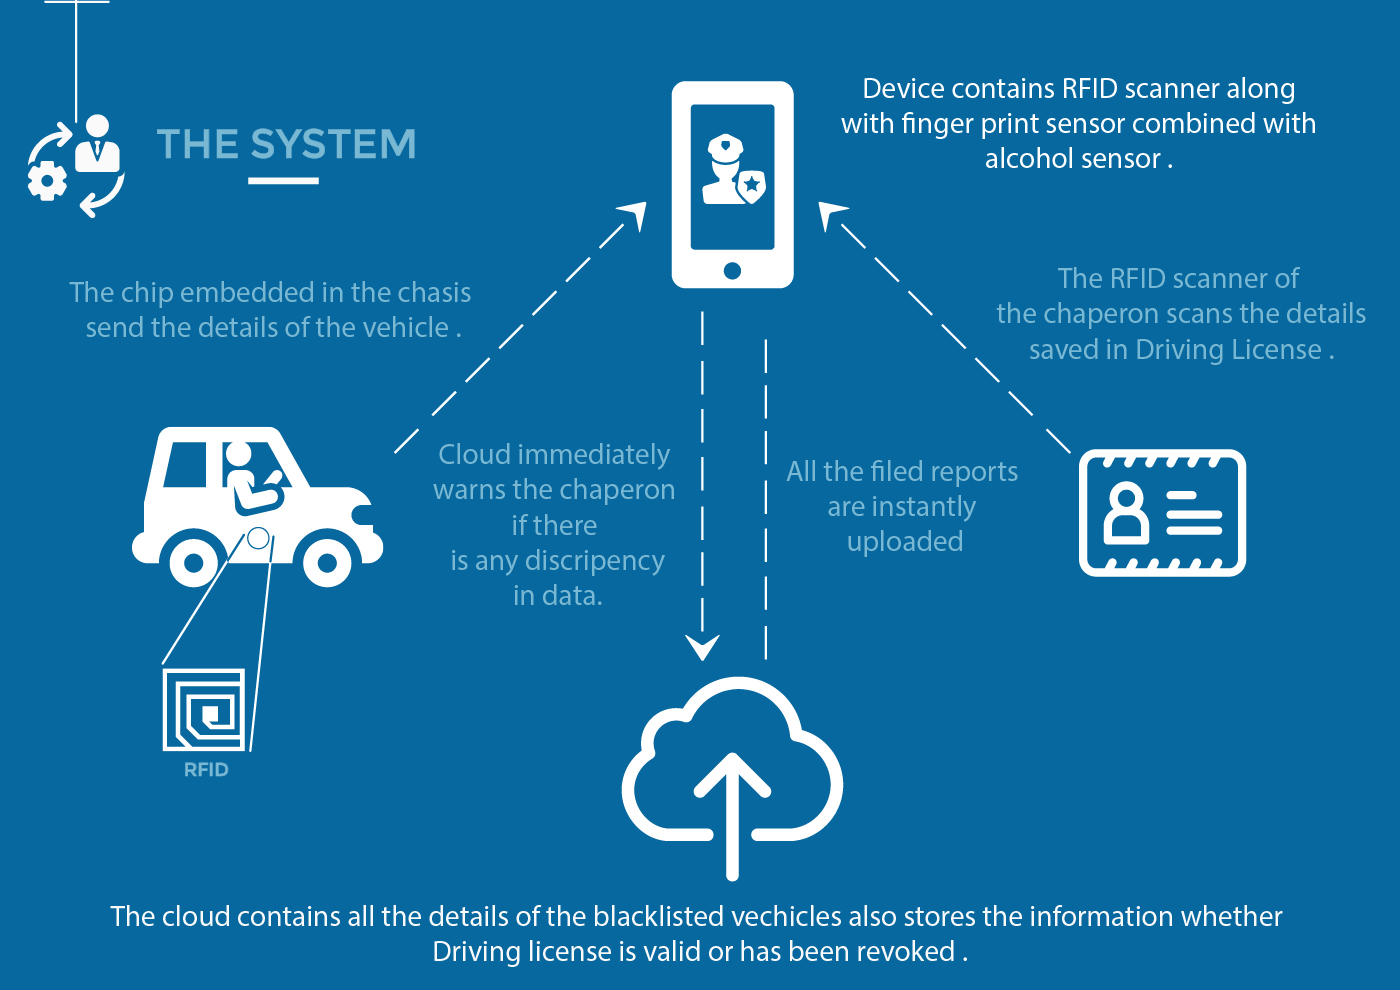 THE SYSTEM
Device contains RFID scanner along
with finger print sensor combined with
alcohol sensor .
The chip embedded in the chasis
send the details of the vehicle .
The RFID scanner of
the chaperon scans the details
saved in Driving License .
Cloud immediately
warns the chaperon
if there
is any discripency
in data.
All the filed reports
are instantly
uploaded
RFID
The cloud contains all the details of the blacklisted vechicles also stores the information whether
Driving license is valid or has been revoked .